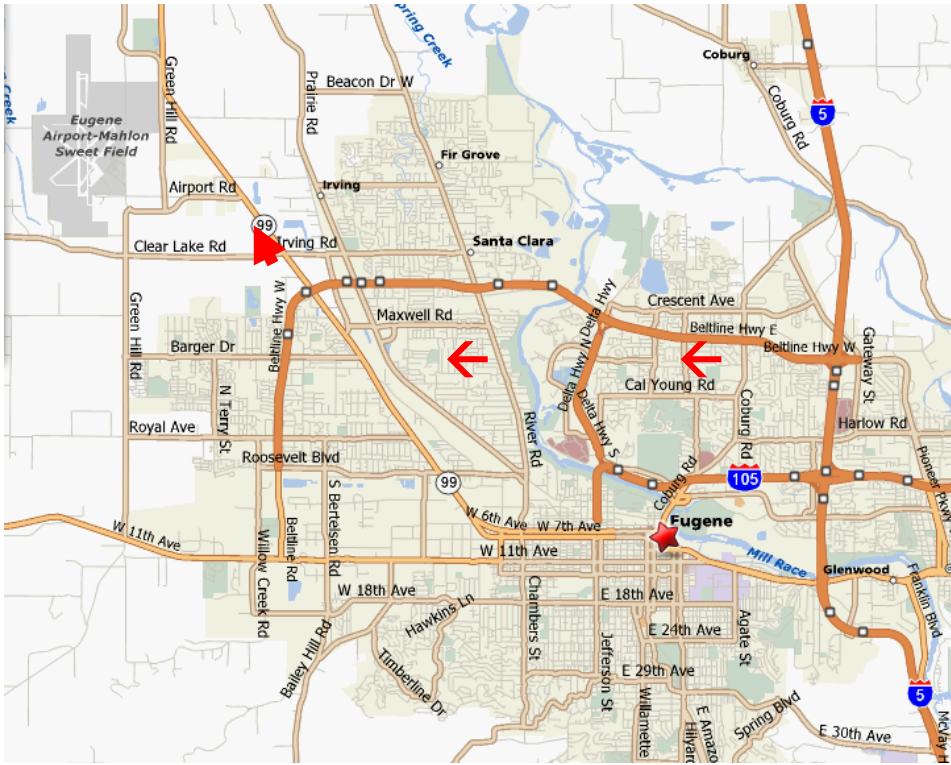 Spring Creek
Creek
Coburg
Green Hill Rd
Prairie Rd
Beacon Dr W
Coburg Rd
5
Eugene
Airport-Mahlon
Sweet Field
Fir Grove
Airport Rd
Irving
99
Clear Lake Rd
Irving Rd
Santa Clara
Beltline Hwy W
Green Hill Rd
Maxwell Rd
Delta Hwy N
Delta Hwy
Crescent Ave
Beltline Hwy E
Beltline Hwy W
Gateway St
Barger Dr
N Terry St
Cal Young Rd
Delta Hwy S
Coburg Rd
Harlow Rd
Royal Ave
River Rd
Roosevelt Blvd
Pioneer Pkwy
99
Coburg Rd
105
S Bertelsen Rd
W 6th Ave
W 7th Ave
Eugene
W 11th Ave
Willow Creek Rd
Beltline Rd
W 11th Ave
Mill Race
Glenwood
Franklin Blvd
W 18th Ave
Hawkins Ln
Chambers St
E 18th Ave
Agate St
Bailey Hill Rd
Timberline Dr
Jefferson St
E 24th Ave
E 29th Ave
Willamette
E Amazo
Hilyard
Spring Blvd
E 30th Ave
5
McVay H